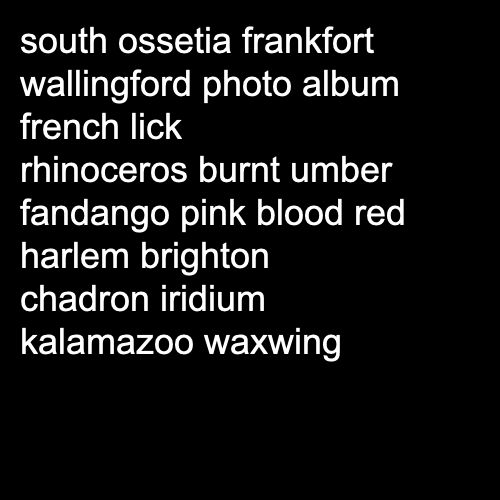 south ossetia frankfort
wallingford photo album
french lick
rhinoceros burnt umber
fandango pink blood red
harlem brighton
chadron iridium
kalamazoo waxwing